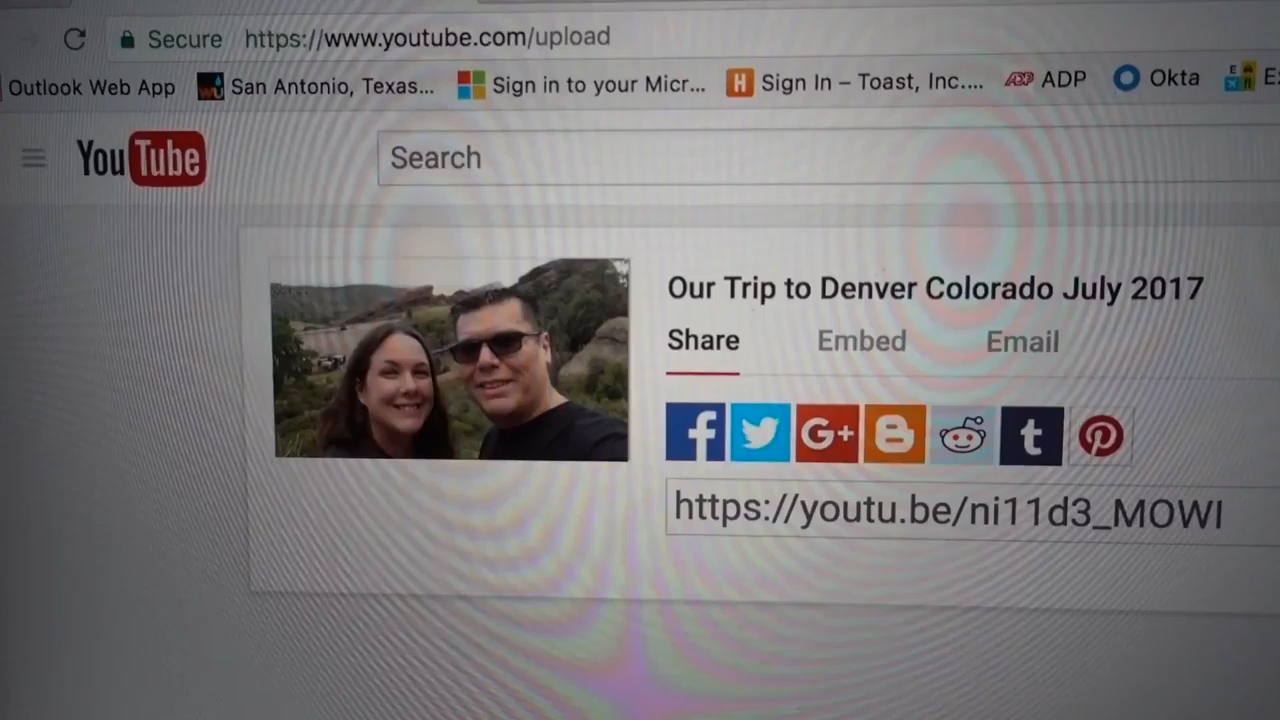 Secure https://www.youtube.com/upload
Outlook Web App San Antonio, Texas... Sign in to your Micr... Sign In – Toast, Inc.... ADP ADP Okta
YouTube Search
Our Trip to Denver Colorado July 2017
Share Embed Email
f G+ B t
https://youtu.be/ni11d3_MOWI